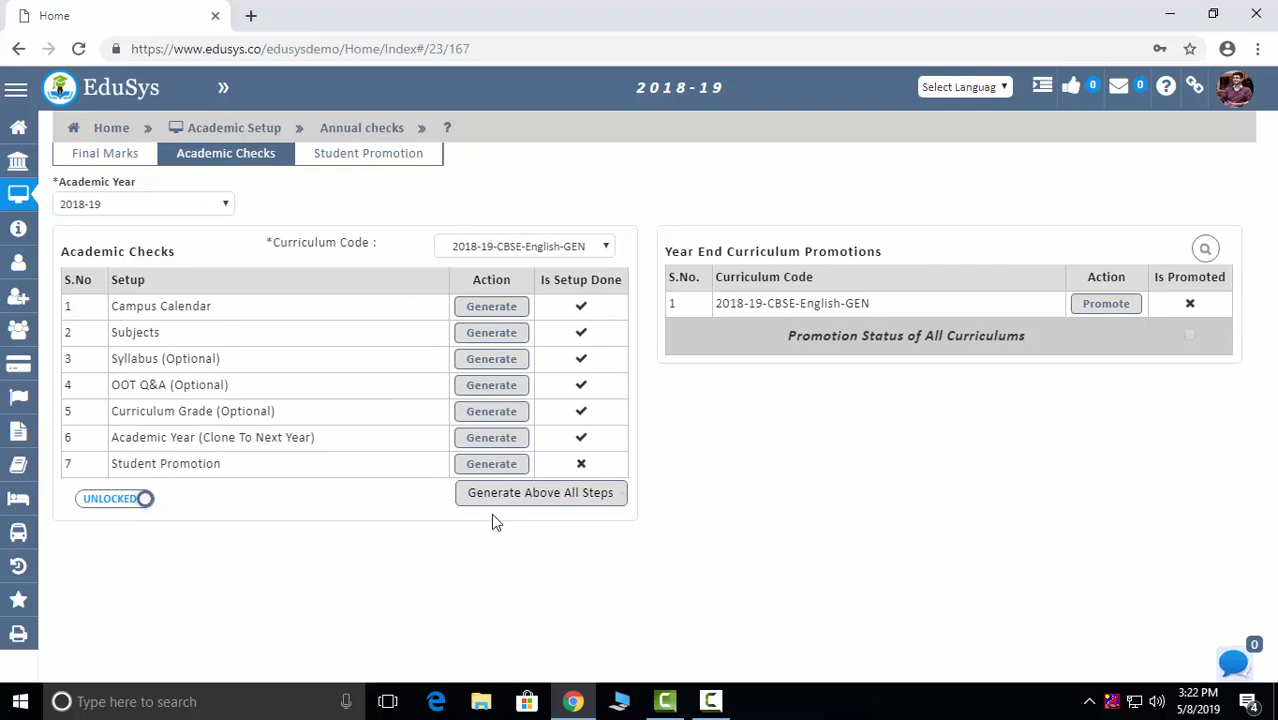 Home
https://www.edusys.co/edusysdemo/Home/Index#/23/167
EduSys » 2018-19 Select Languag 0 0
Home » Academic Setup » Annual checks » ?
Final Marks Academic Checks Student Promotion
*Academic Year
2018-19
Academic Checks *Curriculum Code : 2018-19-CBSE-English-GEN
S.No Setup Action Is Setup Done
1 Campus Calendar Generate
2 Subjects Generate
3 Syllabus (Optional) Generate
4 OOT Q&A (Optional) Generate
5 Curriculum Grade (Optional) Generate
6 Academic Year (Clone To Next Year) Generate
7 Student Promotion Generate
UNLOCKED Generate Above All Steps
Year End Curriculum Promotions
S.No. Curriculum Code Action Is Promoted
1 2018-19-CBSE-English-GEN Promote
Promotion Status of All Curriculums
0
Type here to search
3:22 PM
5/8/2019
4